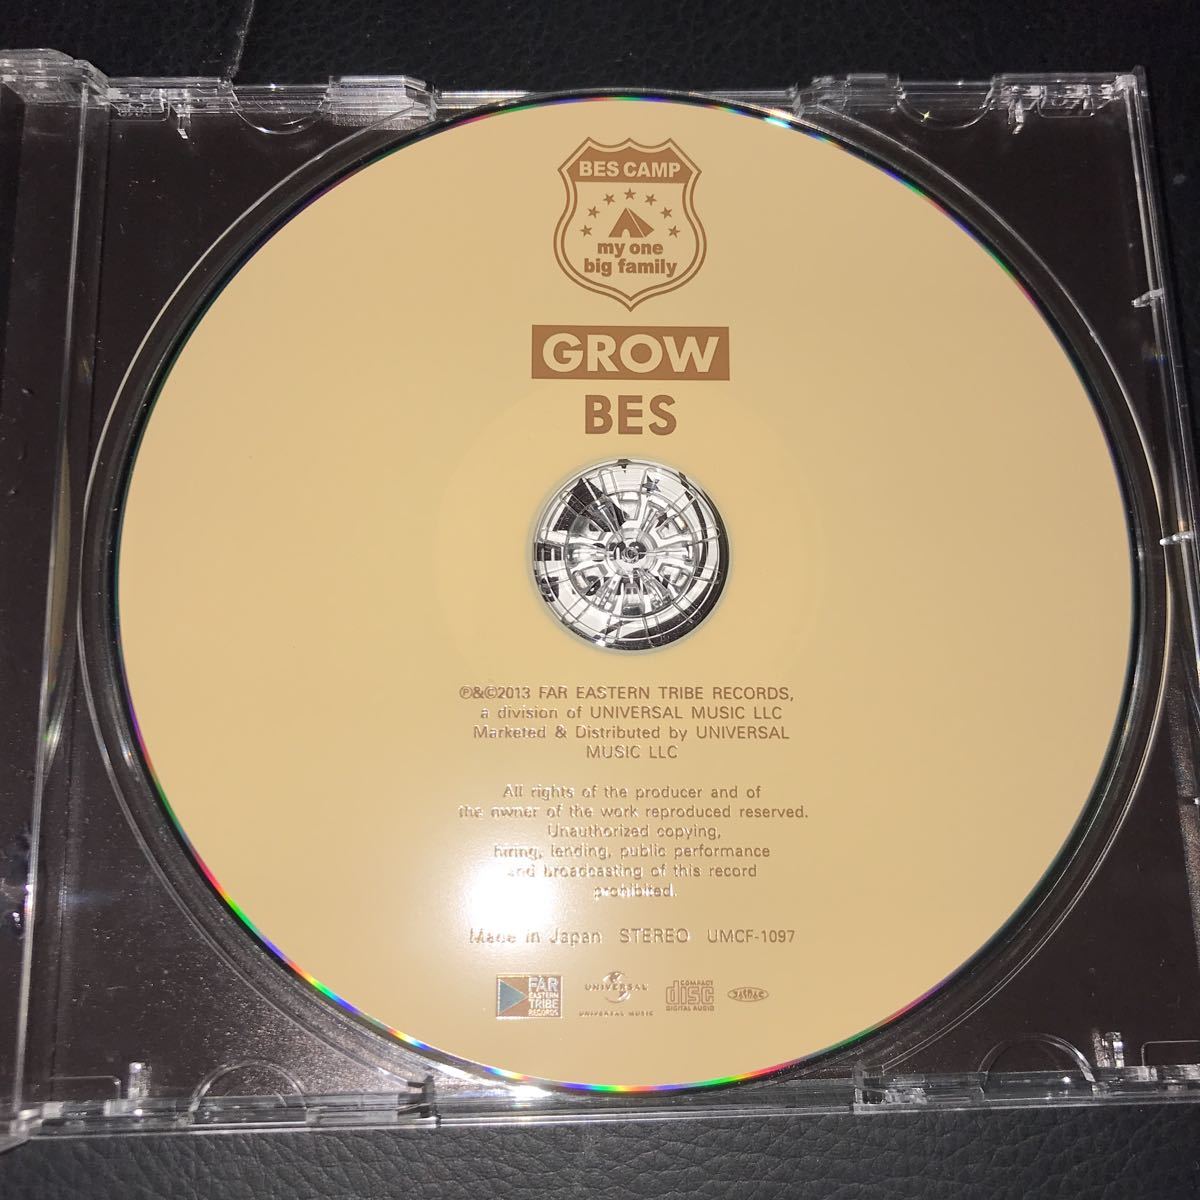 BES CAMP
my one
big family
GROW
BES
℗&©2013 FAR EASTERN TRIBE RECORDS,
a division of UNIVERSAL MUSIC LLC
Marketed & Distributed by UNIVERSAL
MUSIC LLC
All rights of the producer and of
the owner of the work reproduced reserved.
Unauthorized copying,
hiring, lending, public performance
and broadcasting of this record
prohibited.
Made in Japan STEREO UMCF-1097
FAR
EASTERN
TRIBE
RECORDS
UNIVERSAL
UNIVERSAL MUSIC
COMPACT
disc
DIGITAL AUDIO